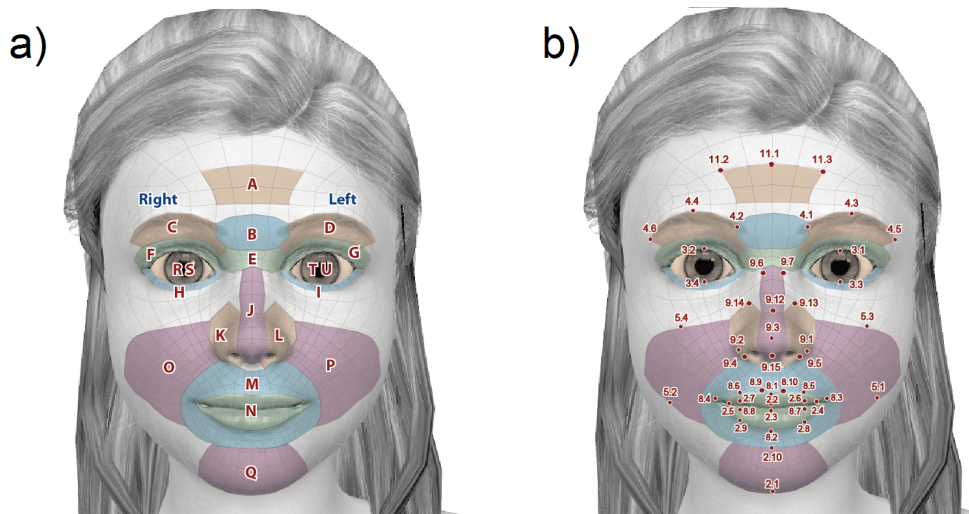 a)
A
Right Left
C D
B
F G
E
R S T U
H I
J
K L
O P
M
N
Q
b)
11.2 11.1 11.3
4.4 4.3
4.6 4.2 4.1 4.5
3.2 3.1
9.6 9.7
3.4 3.3
9.14 9.12 9.13
5.4 5.3
9.3
9.2 9.1
9.4 9.15 9.5
8.6 8.9 8.1 8.10 8.5
5.2 8.4 2.7 2.2 2.6 8.3 5.1
2.5 8.8 2.3 8.7 2.4
2.9 2.8
8.2
2.10
2.1